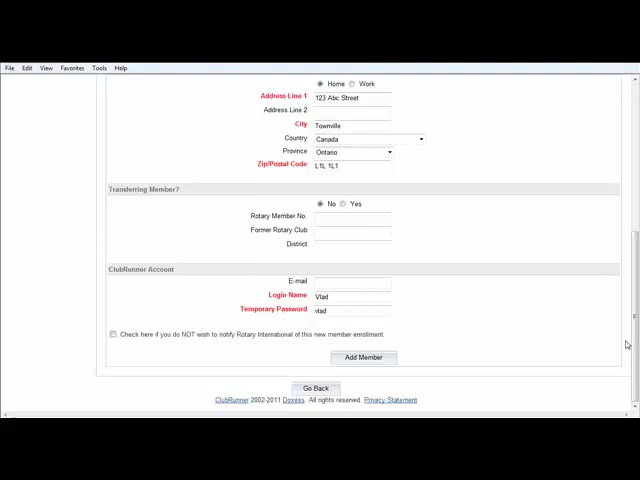 File Edit View Favorites Tools Help
Home Work
Address Line 1 123 Abc Street
Address Line 2
City Townville
Country Canada
Province Ontario
Zip/Postal Code L1L 1L1
Transferring Member?
No Yes
Rotary Member No.
Former Rotary Club
District
ClubRunner Account
E-mail
Login Name Vlad
Temporary Password vlad
Check here if you do NOT wish to notify Rotary International of this new member enrollment
Add Member
Go Back
ClubRunner 2002-2011 Doxess. All rights reserved. Privacy Statement